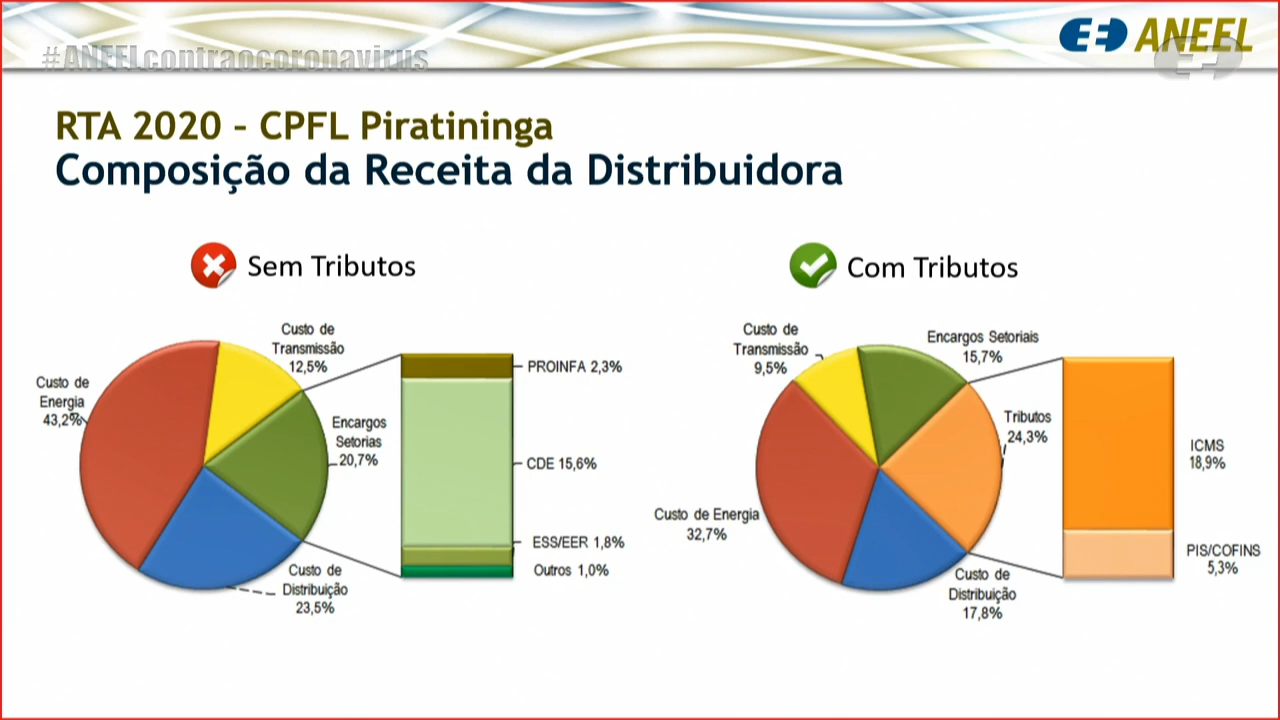 #ANEELcontraocoronavirus
ANEEL
RTA 2020 – CPFL Piratininga
Composição da Receita da Distribuidora
Sem Tributos
Custo de
Transmissão
12,5%
Custo de
Energia
43,2%
Encargos
Setorias
20,7%
Custo de
Distribuição
23,5%
PROINFA 2,3%
CDE 15,6%
ESS/EER 1,8%
Outros 1,0%
Com Tributos
Custo de
Transmissão
9,5%
Encargos Setoriais
15,7%
Tributos
24,3%
Custo de Energia
32,7%
Custo de
Distribuição
17,8%
ICMS
18,9%
PIS/COFINS
5,3%